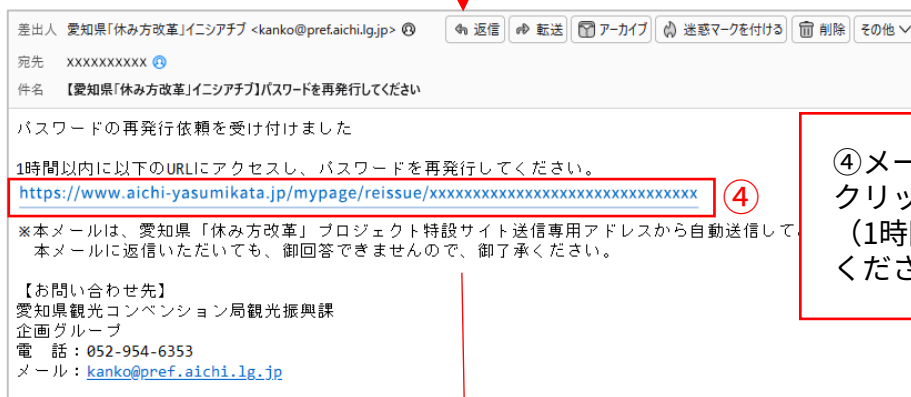 差出人 愛知県「休み方改革」イニシアチブ <kanko@pref.aichi.lg.jp>
返信 転送 アーカイブ 迷惑マークを付ける 削除 その他
宛先 xxxxxxxxxx
件名 【愛知県「休み方改革」イニシアチブ】パスワードを再発行してください
パスワードの再発行依頼を受け付けました
1時間以内に以下のURLにアクセスし、パスワードを再発行してください。
https://www.aichi-yasumikata.jp/mypage/reissue/xxxxxxxxxxxxxxxxxxxxxxxxxxxxxxxx
④
※本メールは、愛知県「休み方改革」プロジェクト特設サイト送信専用アドレスから自動送信して
本メールに返信いただいても、御回答できませんので、御了承ください。
【お問い合わせ先】
愛知県観光コンベンション局観光振興課
企画グループ
電　話：052-954-6353
メール：kanko@pref.aichi.lg.jp
④メー
クリッ
（1時
くださ